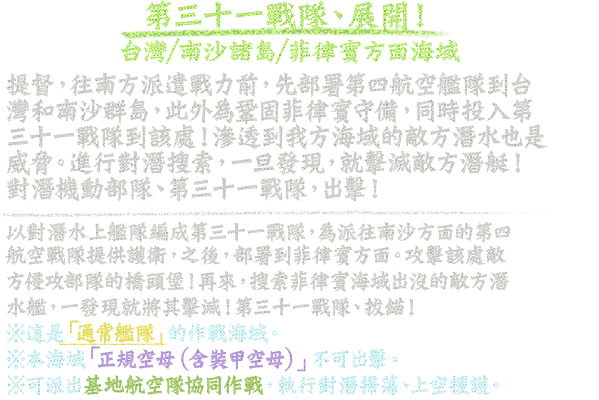 第三十一戰隊、展開！
台灣/南沙諸島/菲律賓方面海域
提督，往南方派遣戰力前，先部署第四航空艦隊到台
灣和南沙群島，此外為鞏固菲律賓守備，同時投入第
三十一戰隊到該處！滲透到我方海域的敵方潛水也是
威脅。進行對潛搜索，一旦發現，就擊滅敵方潛艇！
對潛機動部隊、第三十一戰隊，出擊！
以對潛水上艦隊編成第三十一戰隊，為派往南沙方面的第四
航空戰隊提供護衛，之後，部署到菲律賓方面。攻擊該處敵
方侵攻部隊的橋頭堡！再來，搜索菲律賓海域出沒的敵方潛
水艦，一發現就將其擊滅！第三十一戰隊、拔錨！
※這是「通常艦隊」的作戰海域。
※本海域「正規空母（含裝甲空母）」不可出擊。
※可派出基地航空隊協同作戰，執行對潛掃蕩、上空援護。